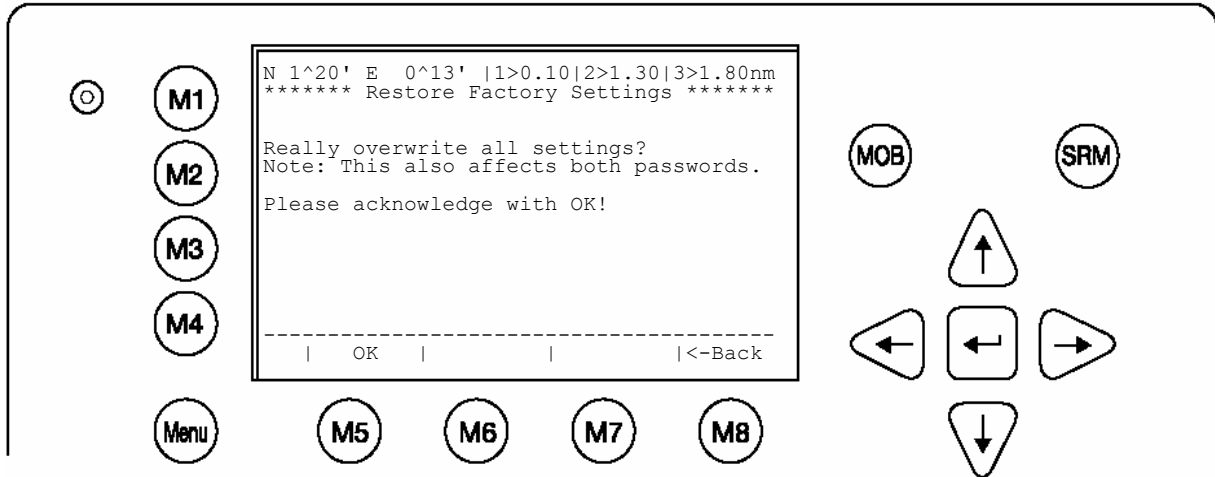 N 1^20' E  0^13' |1>0.10|2>1.30|3>1.80nm
******* Restore Factory Settings *******
Really overwrite all settings?
Note: This also affects both passwords.
Please acknowledge with OK!
----------------------------------------
|  OK  |         |         |<-Back
M1
M2
M3
M4
Menu
M5
M6
M7
M8
MOB
SRM